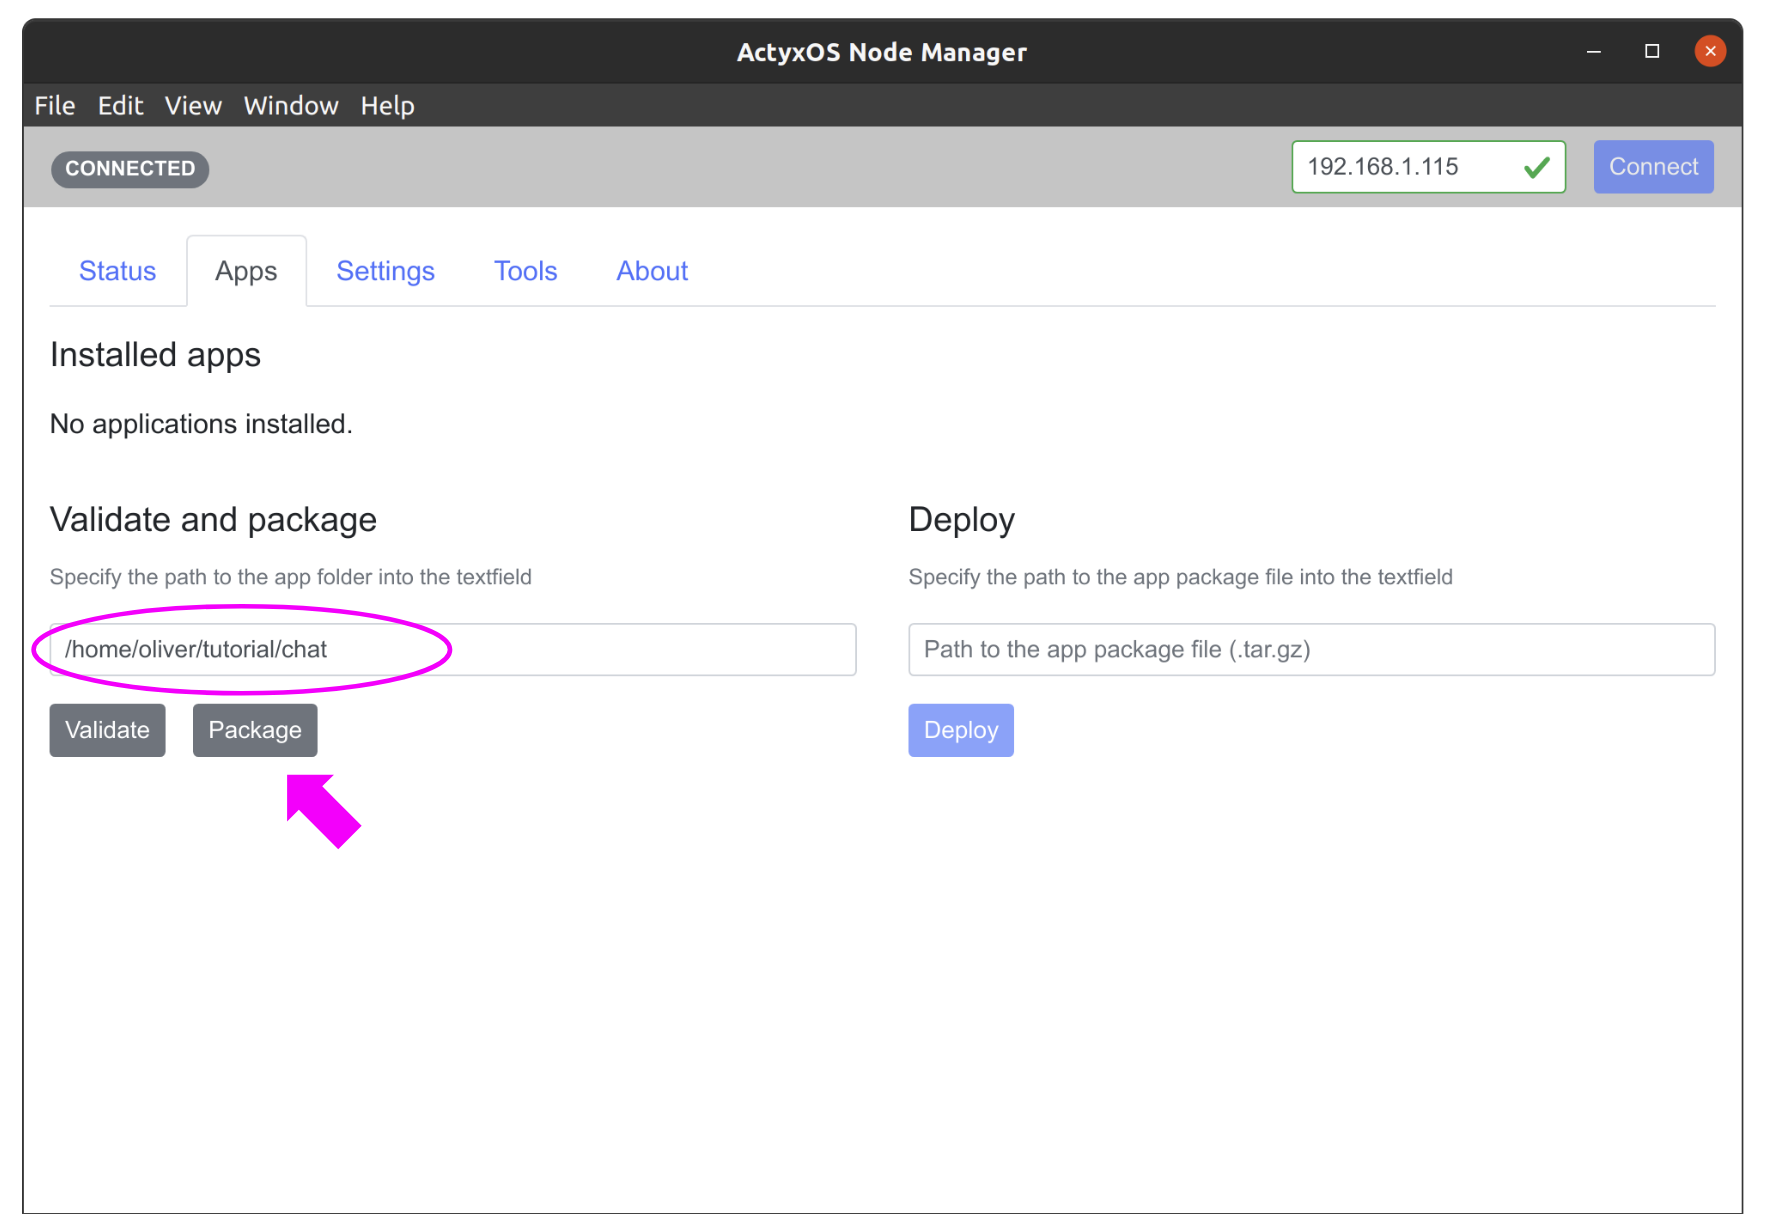 ActyxOS Node Manager
File Edit View Window Help
CONNECTED
192.168.1.115
Connect
Status Apps Settings Tools About
Installed apps
No applications installed.
Validate and package
Specify the path to the app folder into the textfield
/home/oliver/tutorial/chat
Validate Package
Deploy
Specify the path to the app package file into the textfield
Path to the app package file (.tar.gz)
Deploy